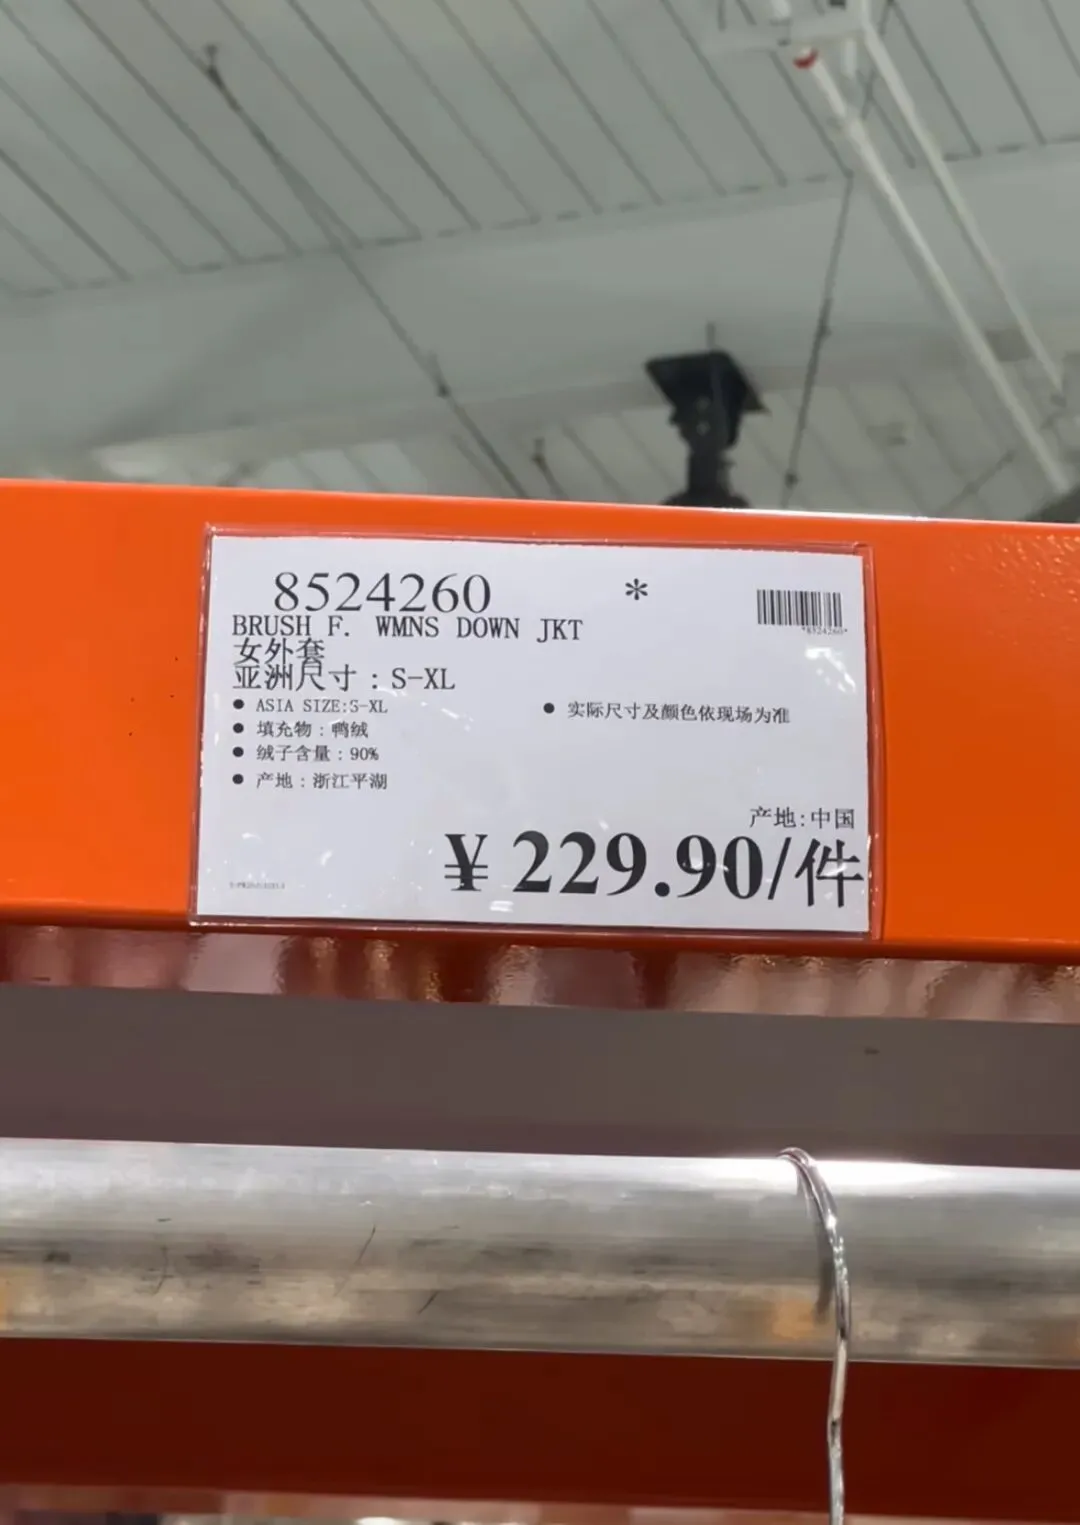 8524260 *
*8524260*
BRUSH F. WMNS DOWN JKT
女外套
亚洲尺寸：S-XL
● ASIA SIZE:S-XL
● 实际尺寸及颜色依现场为准
● 填充物：鸭绒
● 绒子含量：90%
● 产地：浙江平湖
产地:中国
¥ 229.90/件